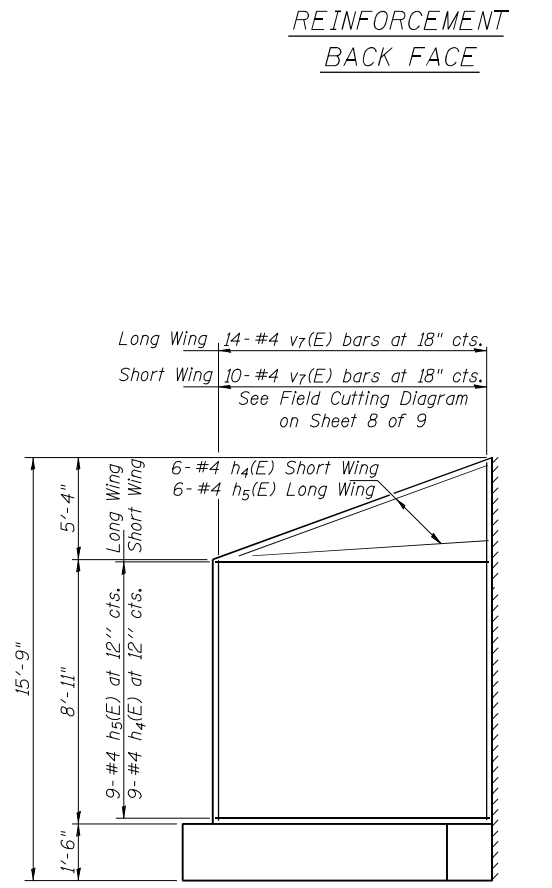 REINFORCEMENT
BACK FACE
Long Wing 14-#4 v7(E) bars at 18" cts.
Short Wing 10-#4 v7(E) bars at 18" cts.
See Field Cutting Diagram
on Sheet 8 of 9
6-#4 h4(E) Short Wing
6-#4 h5(E) Long Wing
15'-9"
5'-4"
8'-11"
1'-6"
9-#4 h5(E) at 12'' cts. Long Wing
9-#4 h4(E) at 12'' cts. Short Wing